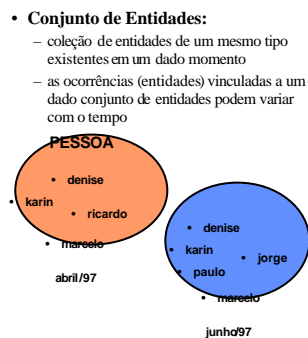 • Conjunto de Entidades:
– coleção de entidades de um mesmo tipo
existentes em um dado momento
– as ocorrências (entidades) vinculadas a um
dado conjunto de entidades podem variar
com o tempo
PESSOA
• denise
• karin
• ricardo
• marcelo
abril/97
• denise
• karin
• jorge
• paulo
• marcelo
junho/97